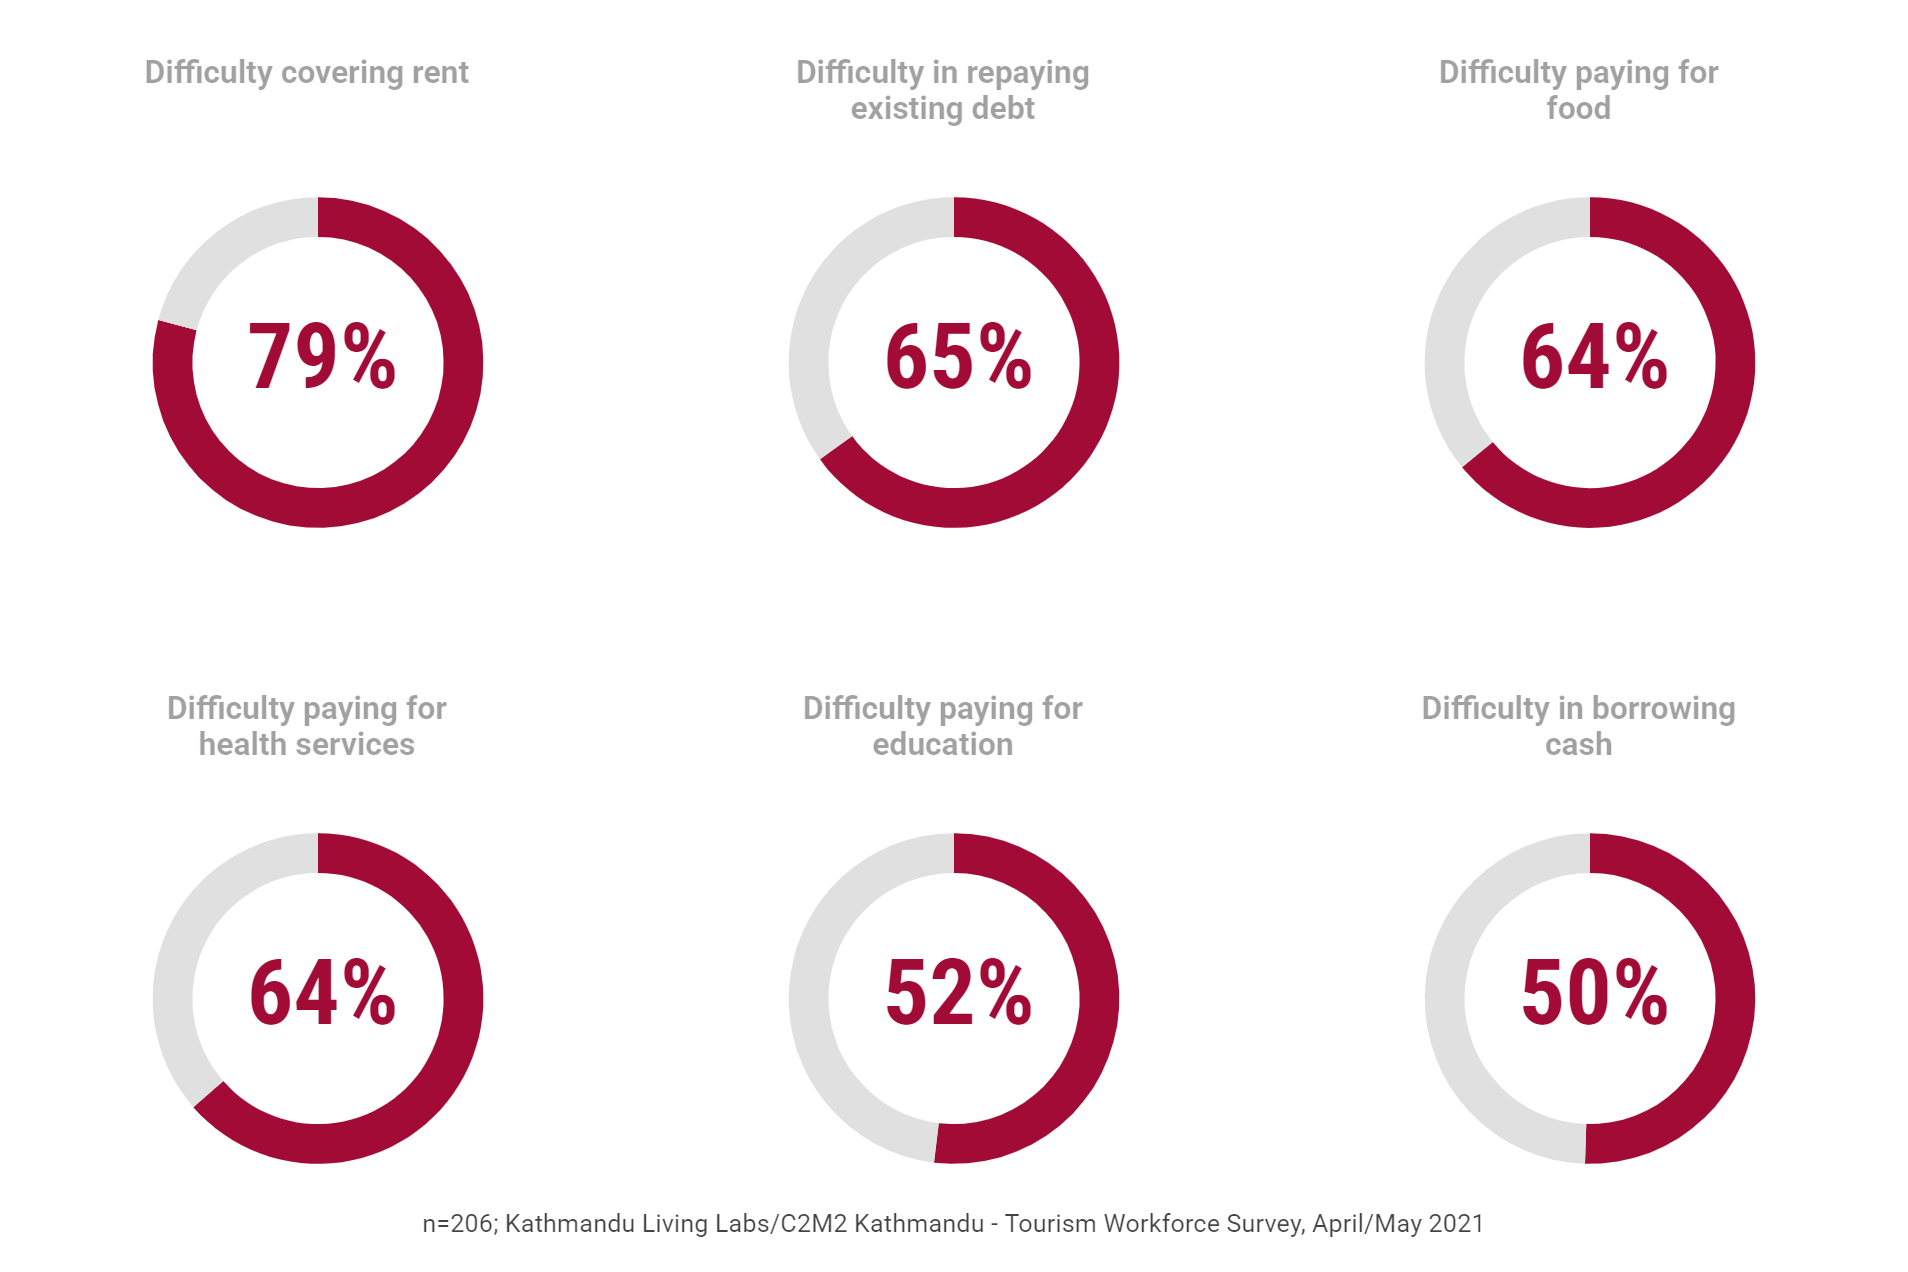 Difficulty covering rent
Difficulty in repaying
existing debt
Difficulty paying for
food
79%
65%
64%
Difficulty paying for
health services
Difficulty paying for
education
Difficulty in borrowing
cash
64%
52%
50%
n=206; Kathmandu Living Labs/C2M2 Kathmandu - Tourism Workforce Survey, April/May 2021